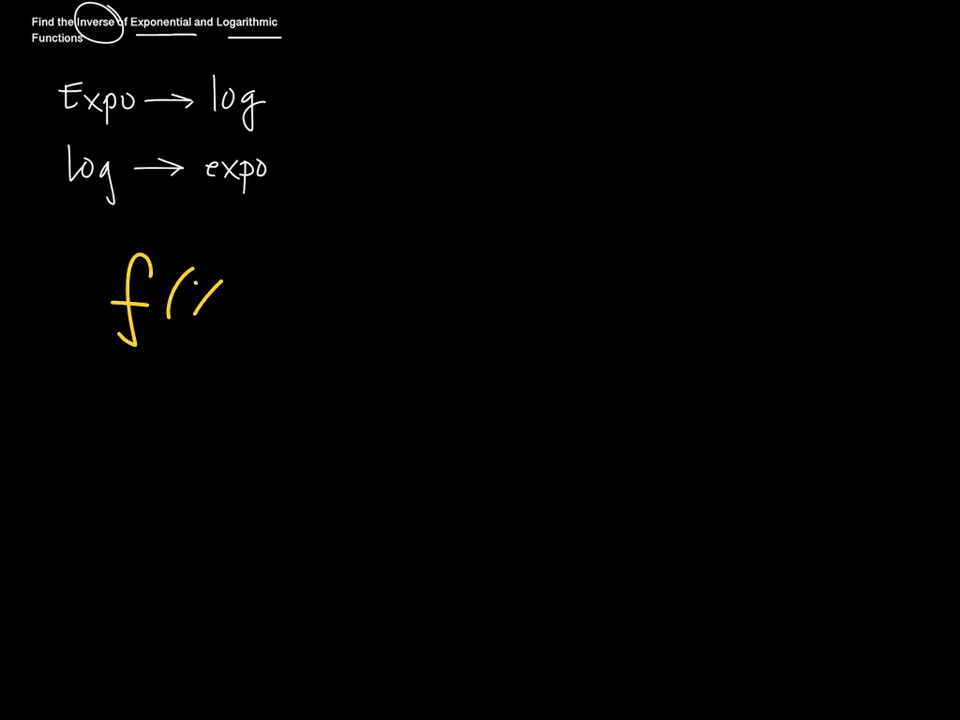 Find the Inverse of Exponential and Logarithmic
Functions
Expo → log
log → expo
f(